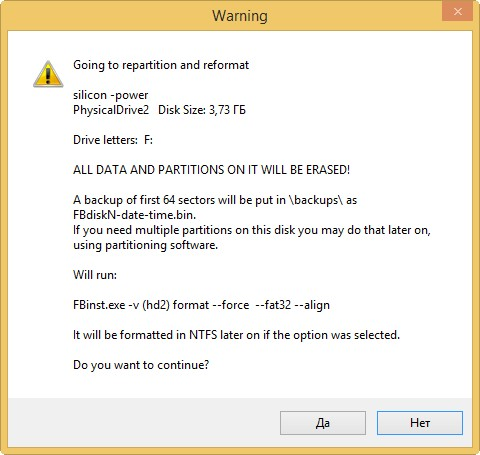 Warning
Going to repartition and reformat
silicon -power
PhysicalDrive2   Disk Size: 3,73 ГБ
Drive letters:  F:
ALL DATA AND PARTITIONS ON IT WILL BE ERASED!
A backup of first 64 sectors will be put in \backups\ as
FBdiskN-date-time.bin.
If you need multiple partitions on this disk you may do that later on,
using partitioning software.
Will run:
FBinst.exe -v (hd2) format --force  --fat32 --align
It will be formatted in NTFS later on if the option was selected.
Do you want to continue?
Да
Нет